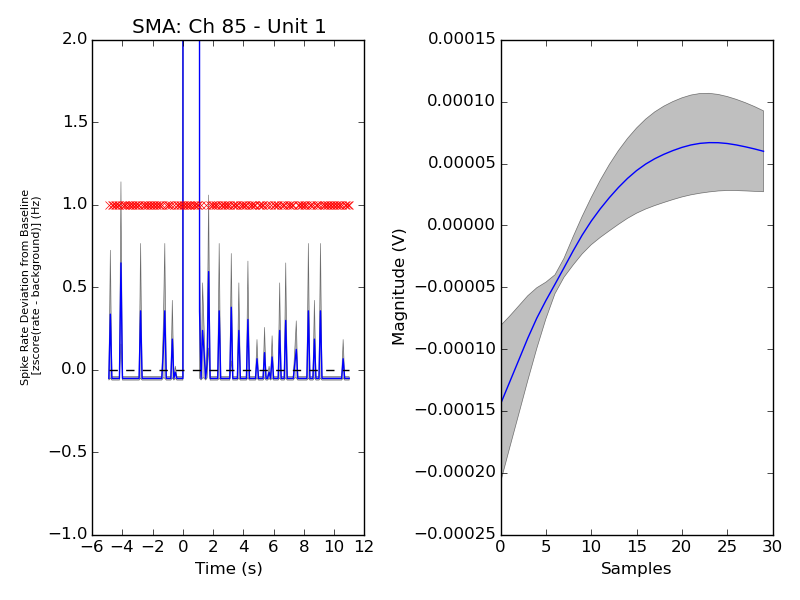 SMA: Ch 85 - Unit 1
2.0
1.5
1.0
0.5
0.0
−0.5
−1.0
−6 −4 −2 0 2 4 6 8 10 12
Time (s)
Spike Rate Deviation from Baseline
[zscore(rate - background)] (Hz)
0.00015
0.00010
0.00005
0.00000
−0.00005
−0.00010
−0.00015
−0.00020
−0.00025
0 5 10 15 20 25 30
Samples
Magnitude (V)